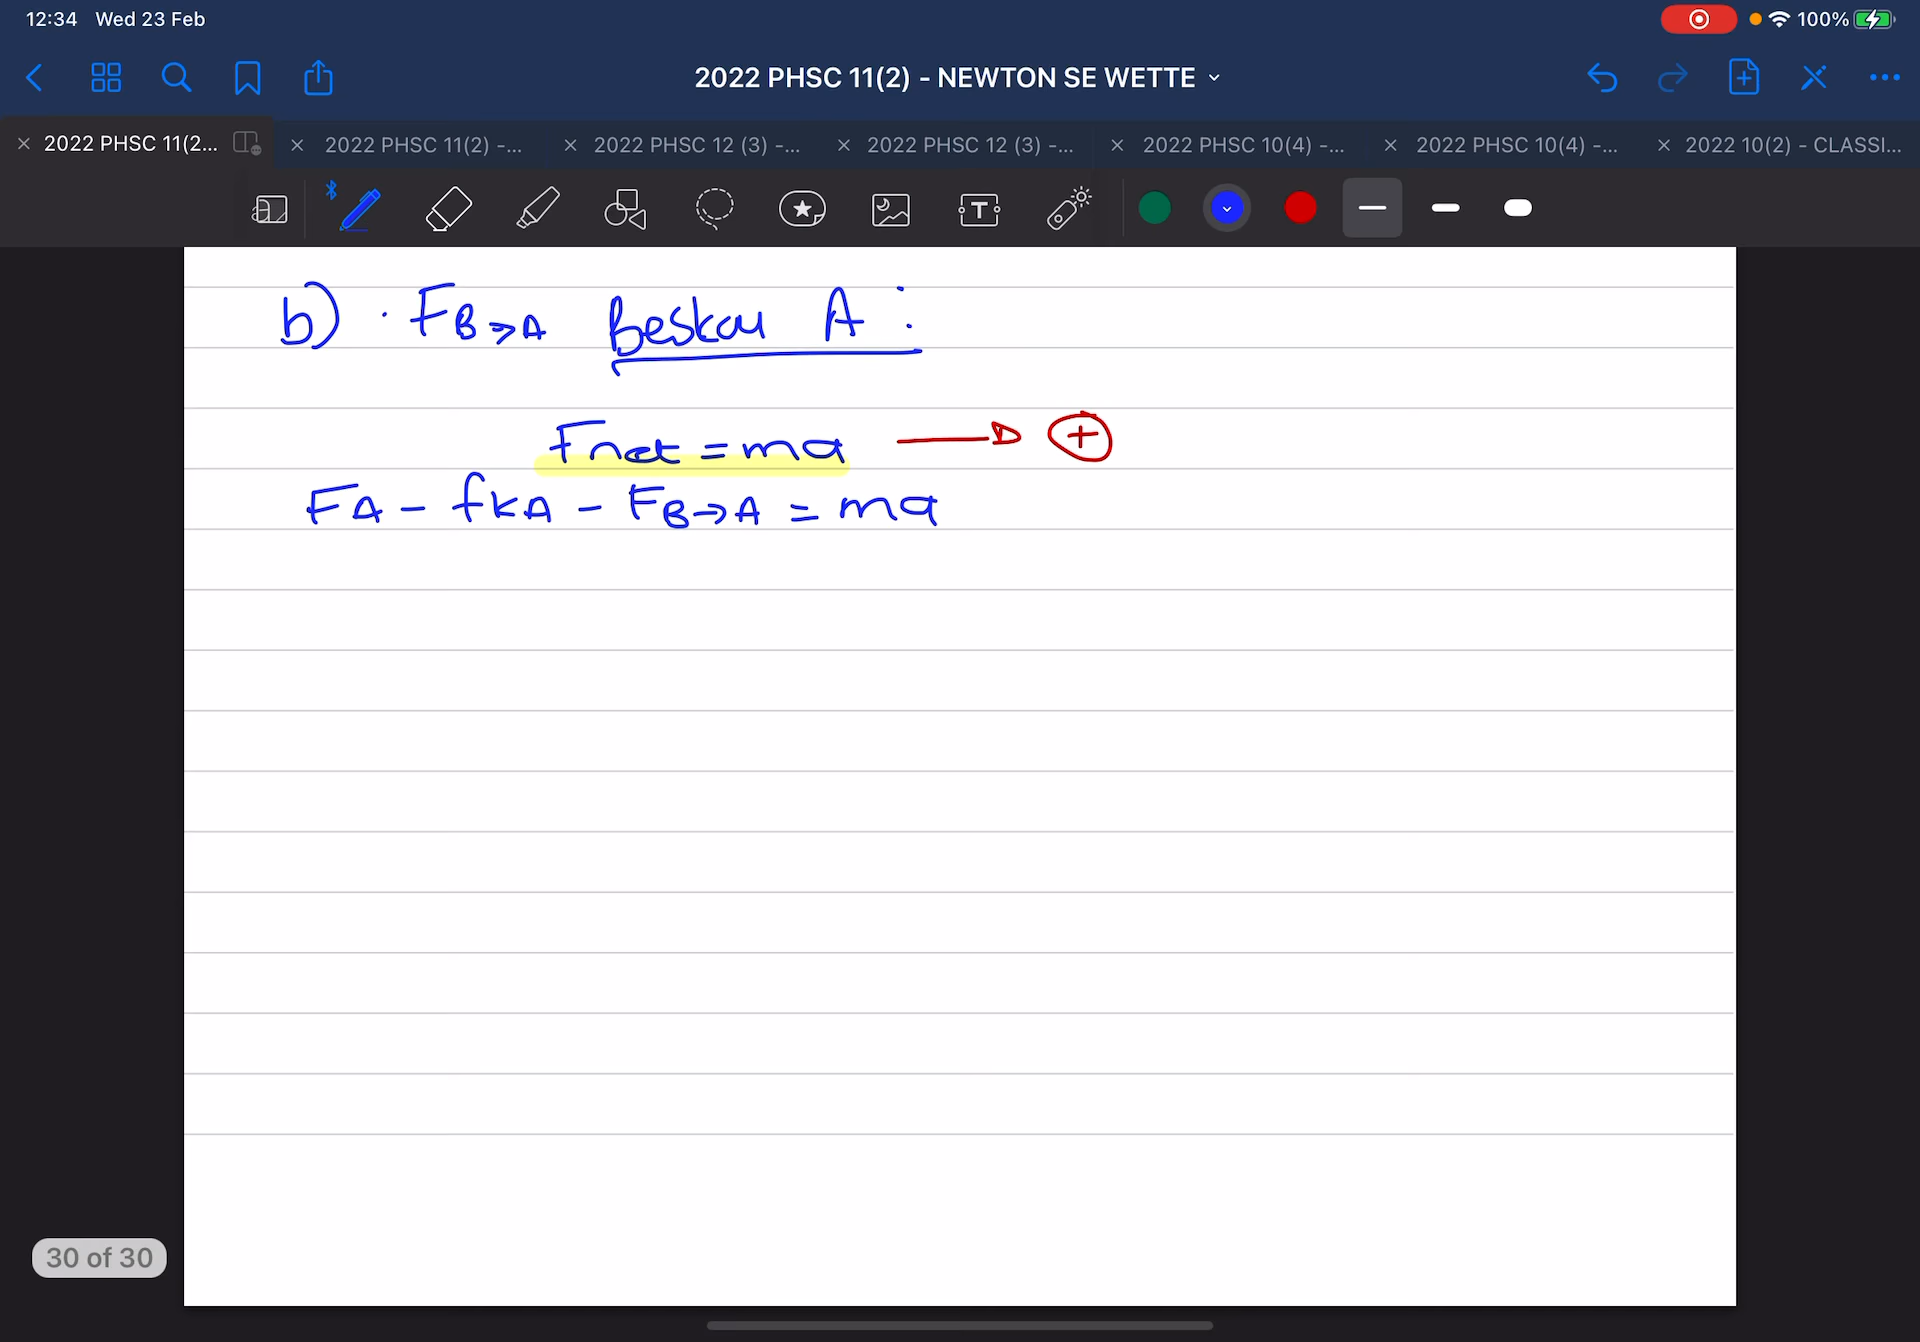 12:34 Wed 23 Feb
100%
2022 PHSC 11(2) - NEWTON SE WETTE
2022 PHSC 11(2...
2022 PHSC 11(2) -...
2022 PHSC 12 (3) -...
2022 PHSC 12 (3) -...
2022 PHSC 10(4) -...
2022 PHSC 10(4) -...
2022 10(2) - CLASSI...
b) · FB→A Beskou A :
Fnet = ma → +
FA - fkA - FB→A = ma
30 of 30